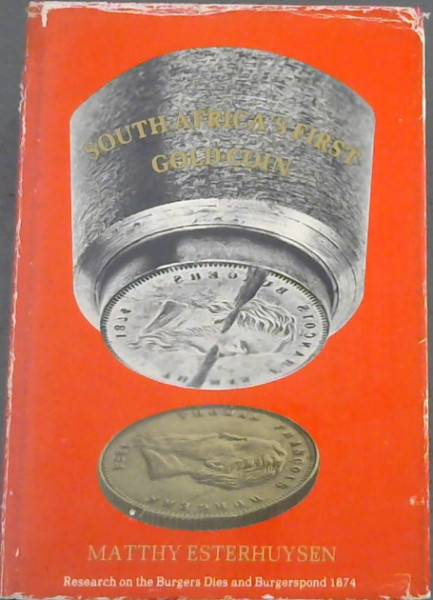 SOUTH AFRICA'S FIRST
GOLD COIN
MATTHY ESTERHUYSEN
Research on the Burgers Dies and Burgerspond 1874